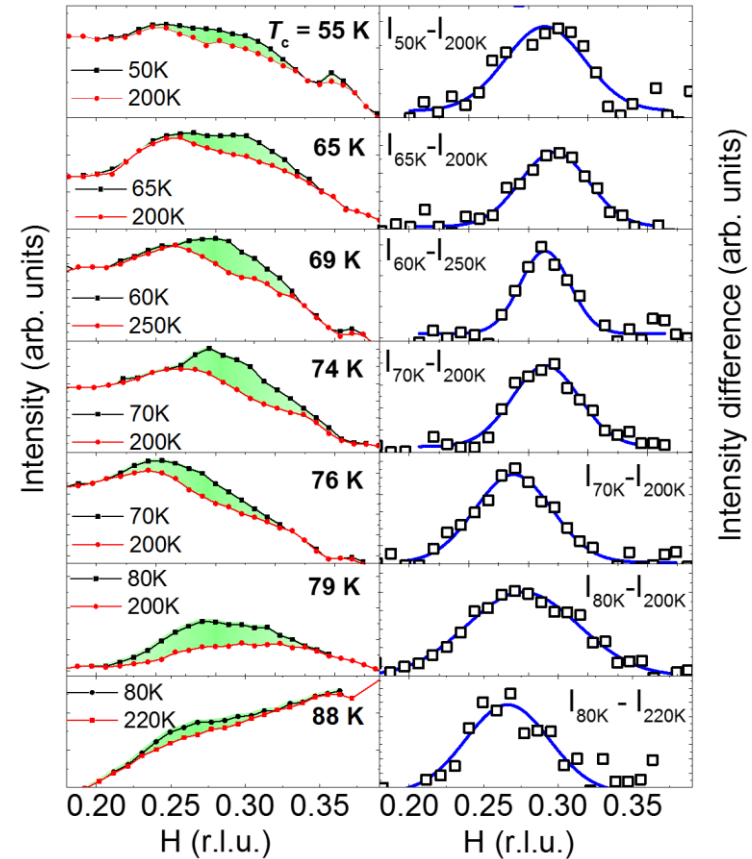 T_c = 55 K
50K
200K
I_50K-I_200K
65 K
65K
200K
I_65K-I_200K
69 K
60K
250K
I_60K-I_250K
74 K
70K
200K
I_70K-I_200K
76 K
70K
200K
I_70K-I_200K
79 K
80K
200K
I_80K-I_200K
88 K
80K
220K
I_80K - I_220K
0.20 0.25 0.30 0.35
0.20 0.25 0.30 0.35
H (r.l.u.)
H (r.l.u.)
Intensity (arb. units)
Intensity difference (arb. units)